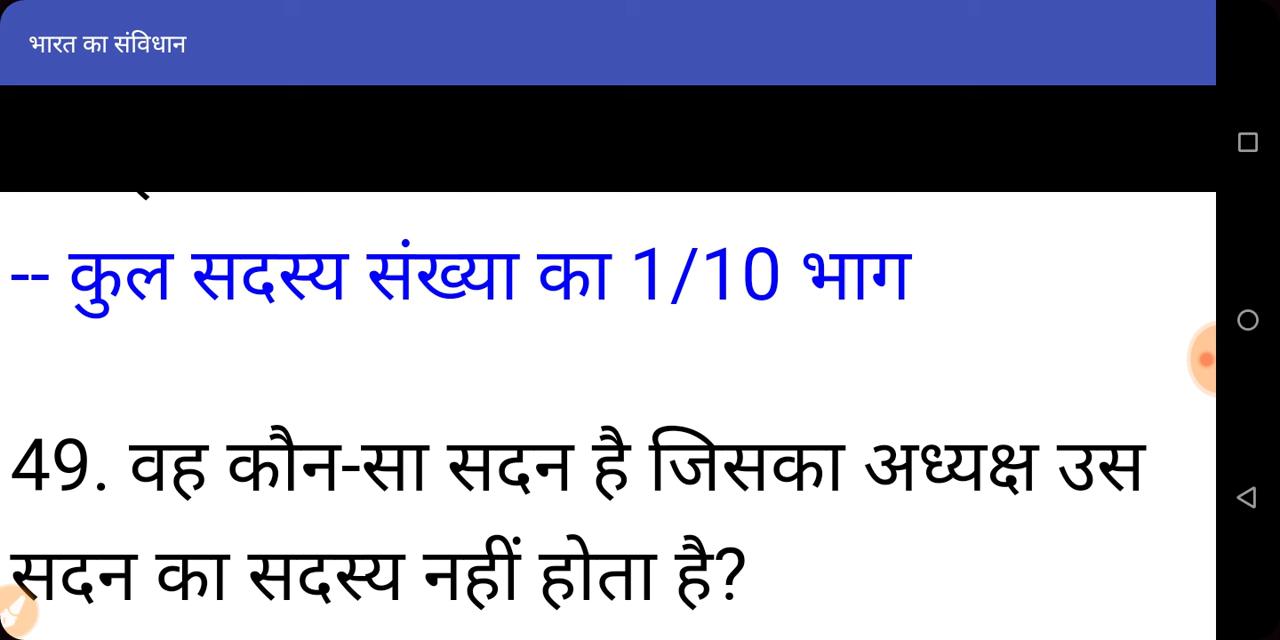 भारत का संविधान
-- कुल सदस्य संख्या का 1/10 भाग
49. वह कौन-सा सदन है जिसका अध्यक्ष उस
सदन का सदस्य नहीं होता है?